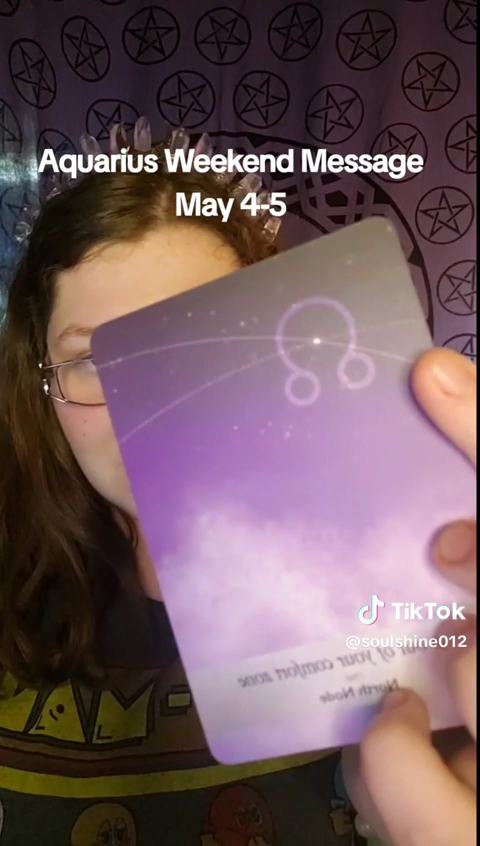 Aquarius Weekend Message
May 4-5
TikTok
@soulshine012
of your comfort zone
North Node